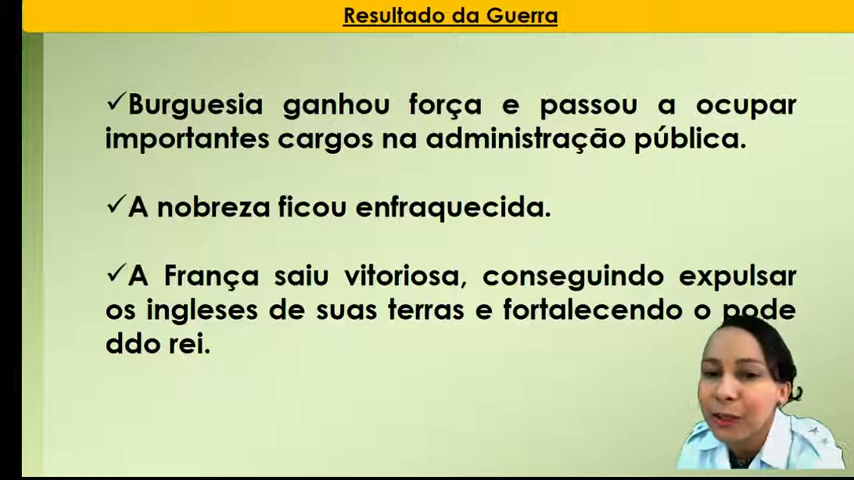 Resultado da Guerra
✓Burguesia ganhou força e passou a ocupar
importantes cargos na administração pública.
✓A nobreza ficou enfraquecida.
✓A França saiu vitoriosa, conseguindo expulsar
os ingleses de suas terras e fortalecendo o pode
ddo rei.